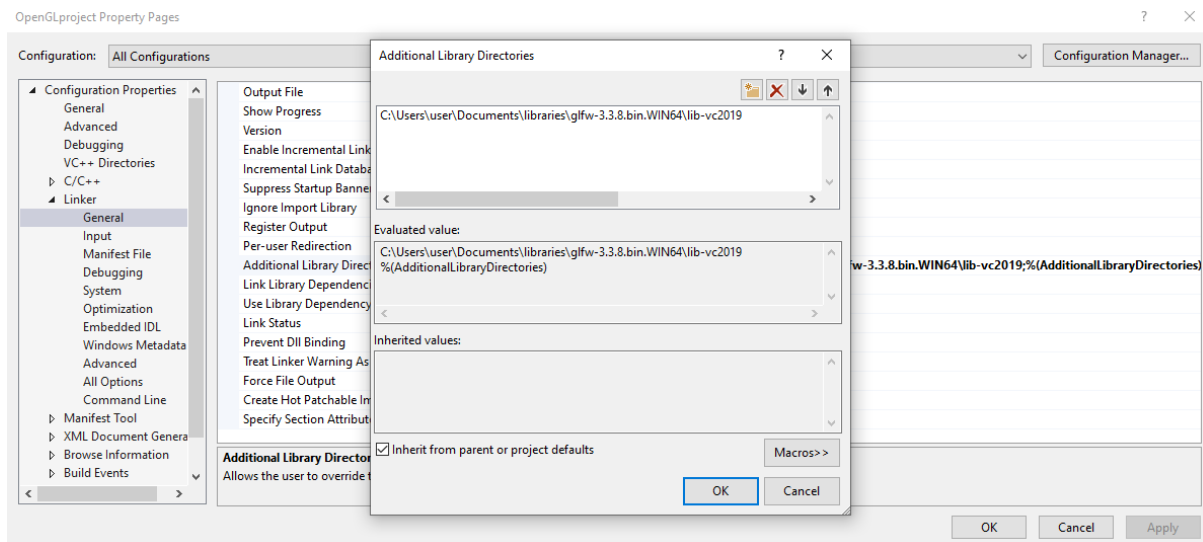 OpenGLproject Property Pages
?
Configuration: All Configurations
Configuration Manager...
Configuration Properties
General
Advanced
Debugging
VC++ Directories
C/C++
Linker
General
Input
Manifest File
Debugging
System
Optimization
Embedded IDL
Windows Metadata
Advanced
All Options
Command Line
Manifest Tool
XML Document Genera
Browse Information
Build Events
Output File
Show Progress
Version
Enable Incremental Link
Incremental Link Databa
Suppress Startup Banne
Ignore Import Library
Register Output
Per-user Redirection
Additional Library Direct
Link Library Dependenci
Use Library Dependency
Link Status
Prevent Dll Binding
Treat Linker Warning As
Force File Output
Create Hot Patchable Im
Specify Section Attribut
fw-3.3.8.bin.WIN64\lib-vc2019;%(AdditionalLibraryDirectories)
Additional Library Director
Allows the user to override t
Additional Library Directories
?
C:\Users\user\Documents\libraries\glfw-3.3.8.bin.WIN64\lib-vc2019
Evaluated value:
C:\Users\user\Documents\libraries\glfw-3.3.8.bin.WIN64\lib-vc2019
%(AdditionalLibraryDirectories)
Inherited values:
Inherit from parent or project defaults
Macros>>
OK
Cancel
OK
Cancel
Apply